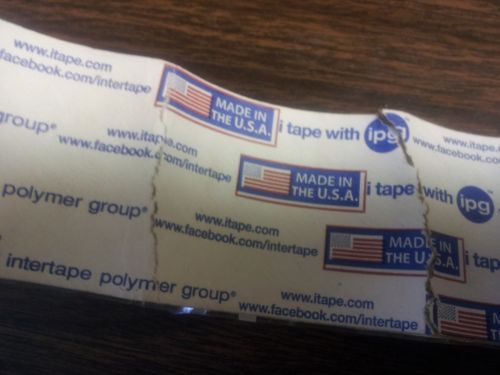 www.itape.com
facebook.com/intertape
MADE IN
THE U.S.A.
i tape with ipg
www.itape.com
www.facebook.com
group®
www.itape.com
www.facebook.com/intertape
MADE IN
THE U.S.A.
i tape with ipg
polymer group®
www.itape.com
www.facebook.com/intertape
MADE IN
THE U.S.A.
i tap
intertape polymer group®
www.itape.com
www.facebook.com/intertape